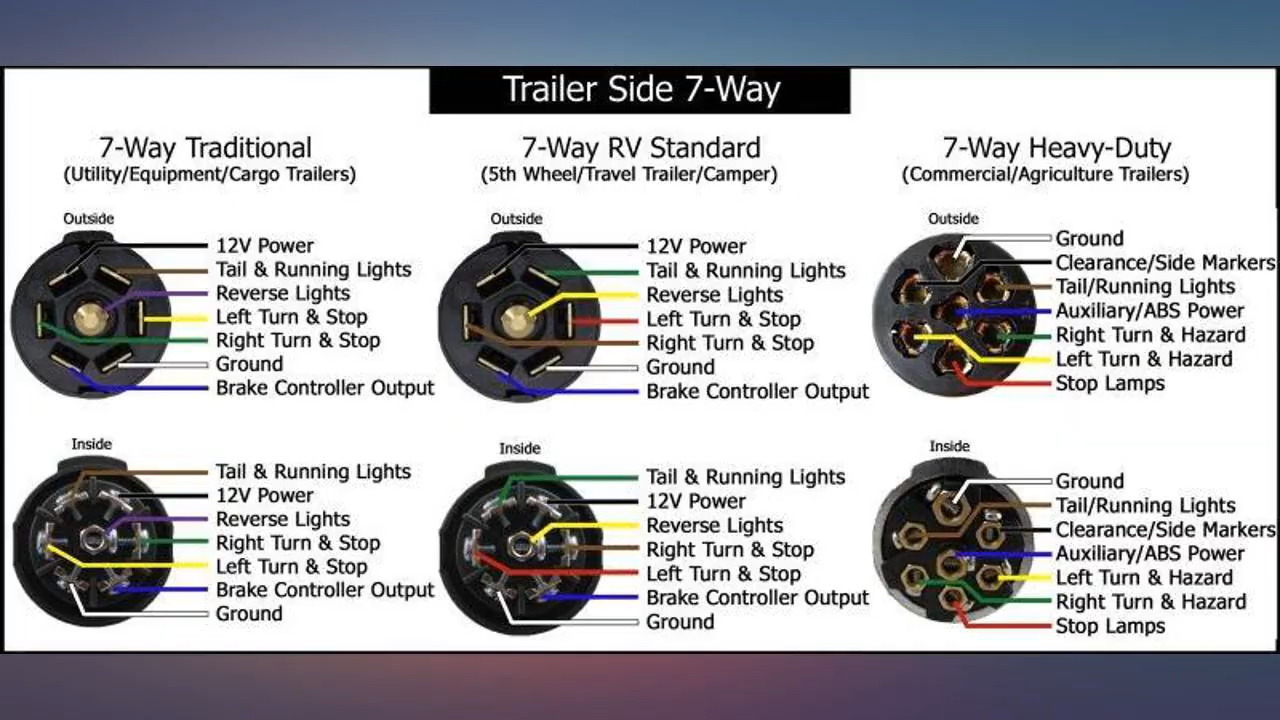 Trailer Side 7-Way
7-Way Traditional
(Utility/Equipment/Cargo Trailers)
Outside
12V Power
Tail & Running Lights
Reverse Lights
Left Turn & Stop
Right Turn & Stop
Ground
Brake Controller Output
Inside
Tail & Running Lights
12V Power
Reverse Lights
Right Turn & Stop
Left Turn & Stop
Brake Controller Output
Ground
7-Way RV Standard
(5th Wheel/Travel Trailer/Camper)
Outside
12V Power
Tail & Running Lights
Reverse Lights
Left Turn & Stop
Right Turn & Stop
Ground
Brake Controller Output
Inside
Tail & Running Lights
12V Power
Reverse Lights
Right Turn & Stop
Left Turn & Stop
Brake Controller Output
Ground
7-Way Heavy-Duty
(Commercial/Agriculture Trailers)
Outside
Ground
Clearance/Side Markers
Tail/Running Lights
Auxiliary/ABS Power
Right Turn & Hazard
Left Turn & Hazard
Stop Lamps
Inside
Ground
Tail/Running Lights
Clearance/Side Markers
Auxiliary/ABS Power
Left Turn & Hazard
Right Turn & Hazard
Stop Lamps